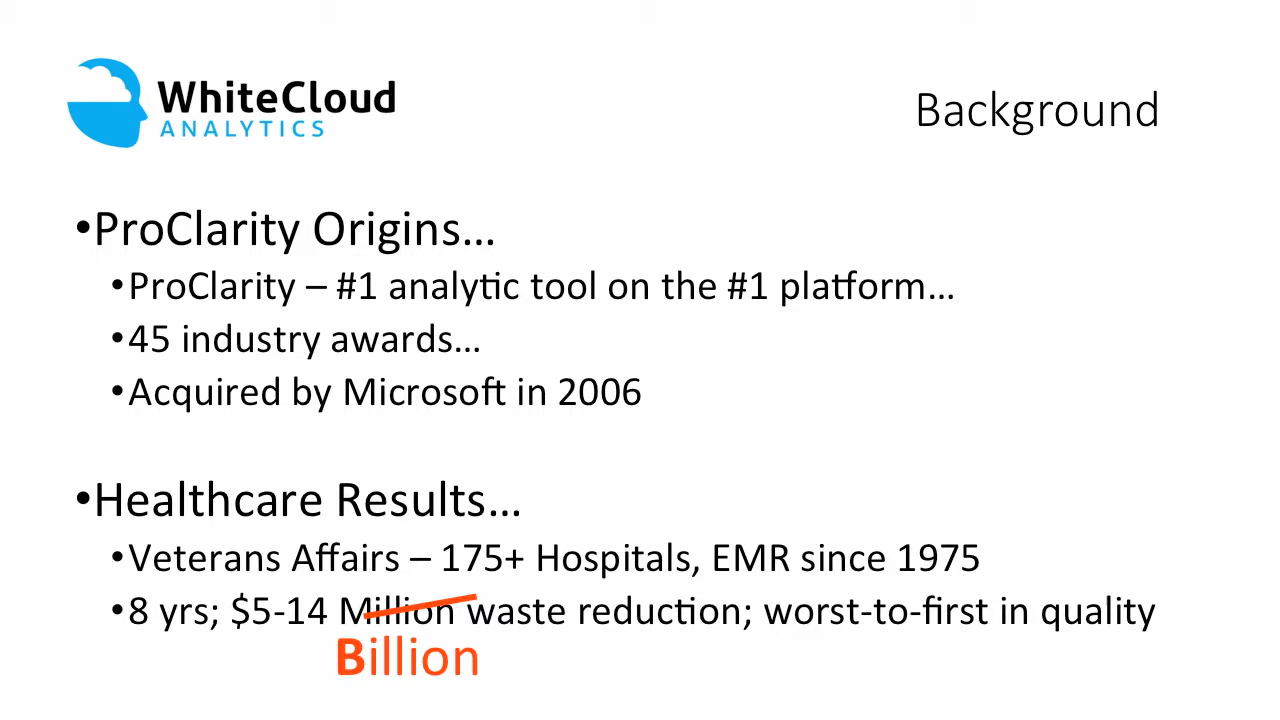 WhiteCloud
ANALYTICS
Background
•ProClarity Origins…
•ProClarity – #1 analytic tool on the #1 platform…
•45 industry awards…
•Acquired by Microsoft in 2006
•Healthcare Results…
•Veterans Affairs – 175+ Hospitals, EMR since 1975
•8 yrs; $5-14 Million waste reduction; worst-to-first in quality
Billion